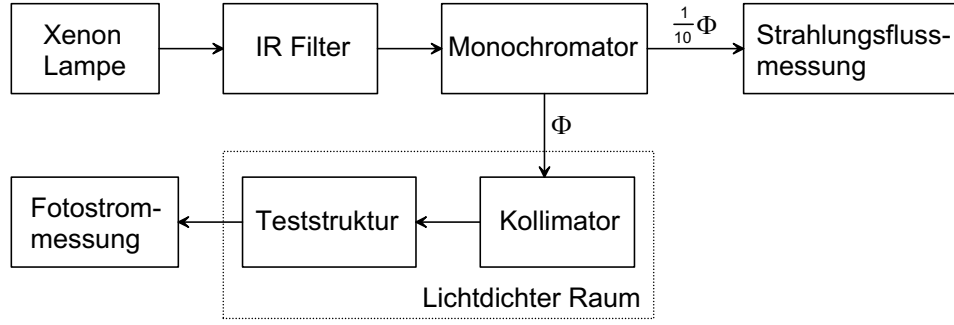 Xenon
Lampe
IR Filter
Monochromator
1/10 Φ
Strahlungsfluss-
messung
Φ
Fotostrom-
messung
Teststruktur
Kollimator
Lichtdichter Raum